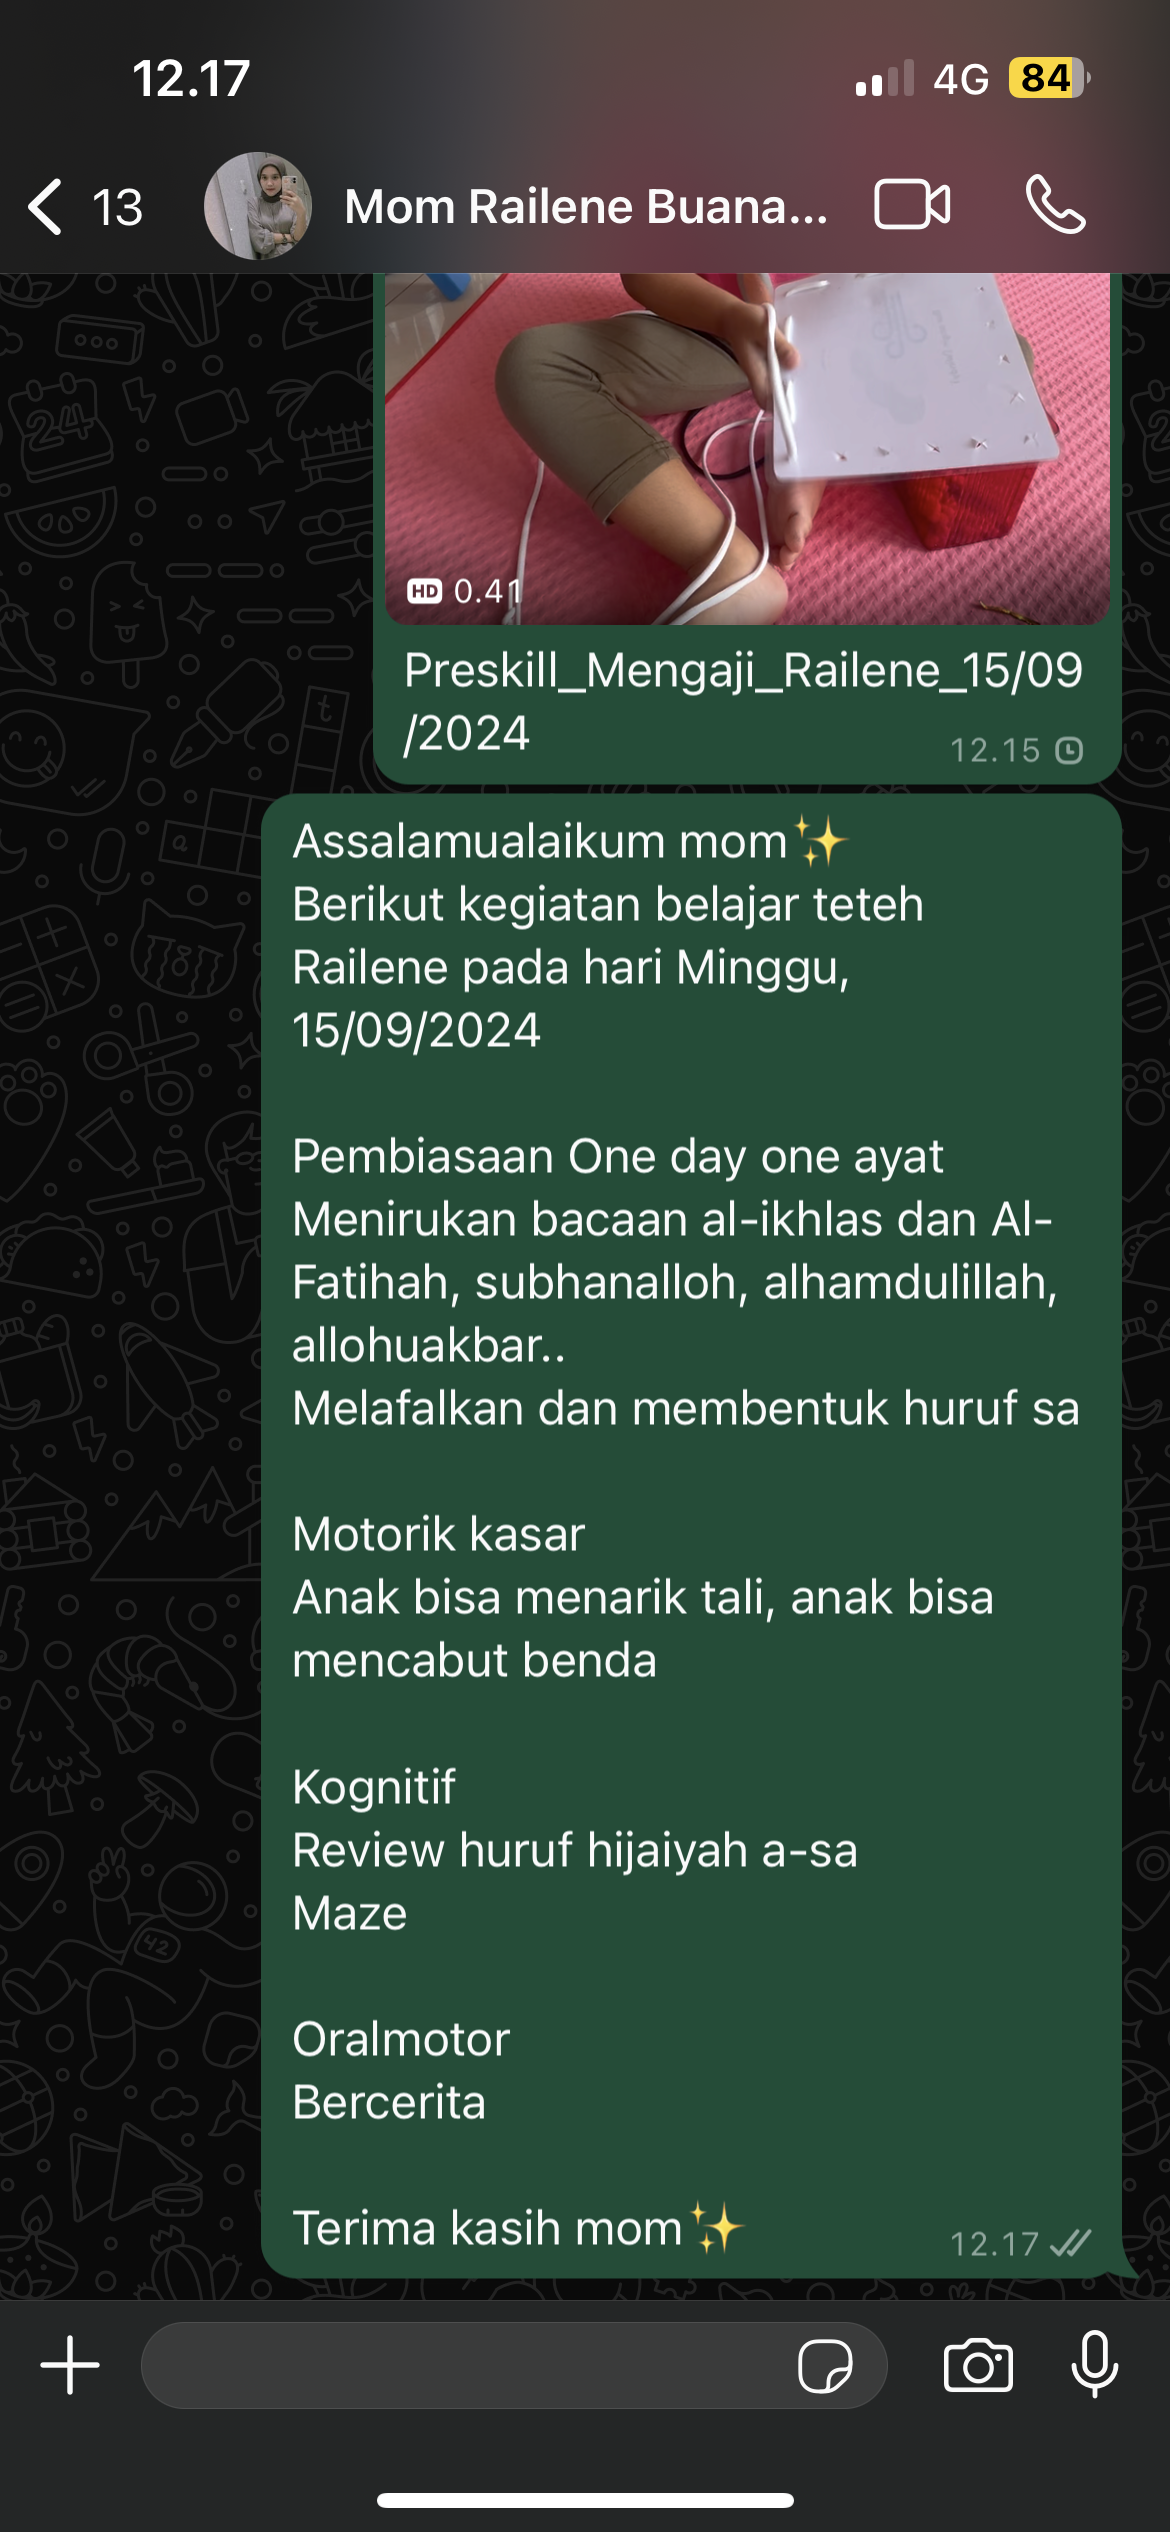 12.17
4G 84
13 Mom Railene Buana...
HD 0.41
Preskill_Mengaji_Railene_15/09
/2024
12.15
Assalamualaikum mom✨
Berikut kegiatan belajar teteh
Railene pada hari Minggu,
15/09/2024
Pembiasaan One day one ayat
Menirukan bacaan al-ikhlas dan Al-
Fatihah, subhanalloh, alhamdulillah,
allohuakbar..
Melafalkan dan membentuk huruf sa
Motorik kasar
Anak bisa menarik tali, anak bisa
mencabut benda
Kognitif
Review huruf hijaiyah a-sa
Maze
Oralmotor
Bercerita
Terima kasih mom✨
12.17